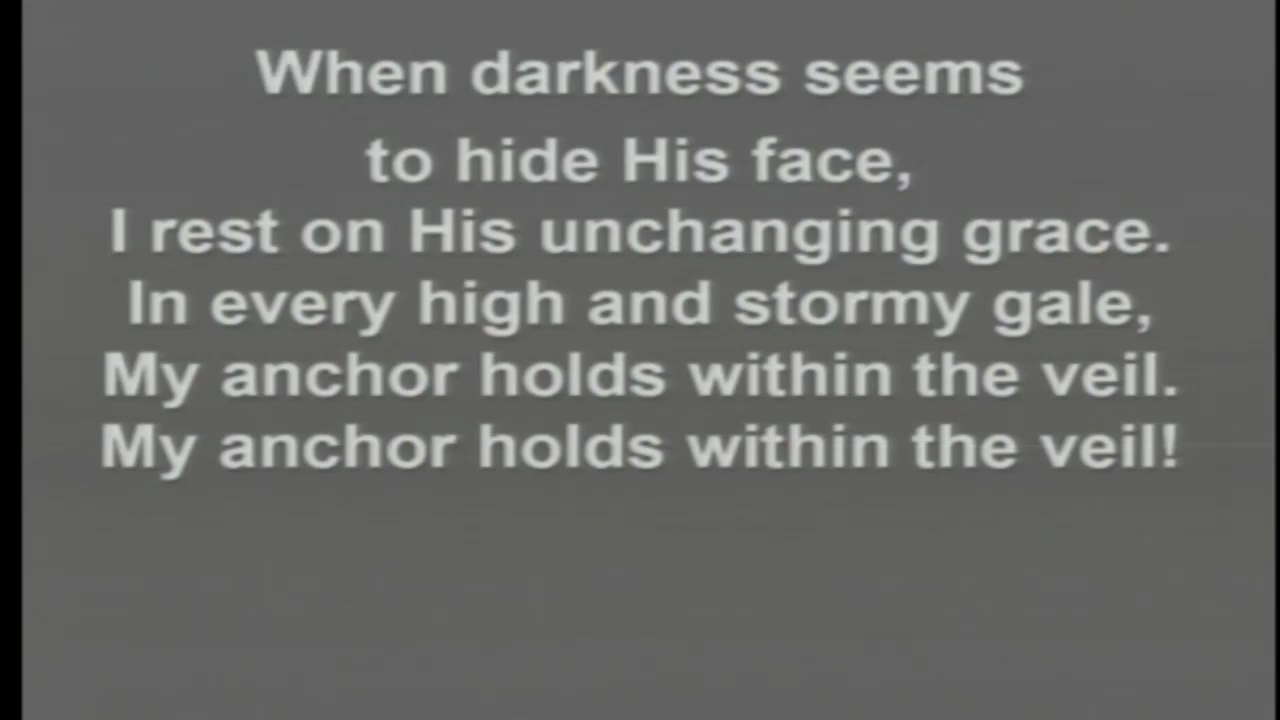 When darkness seems
to hide His face,
I rest on His unchanging grace.
In every high and stormy gale,
My anchor holds within the veil.
My anchor holds within the veil!